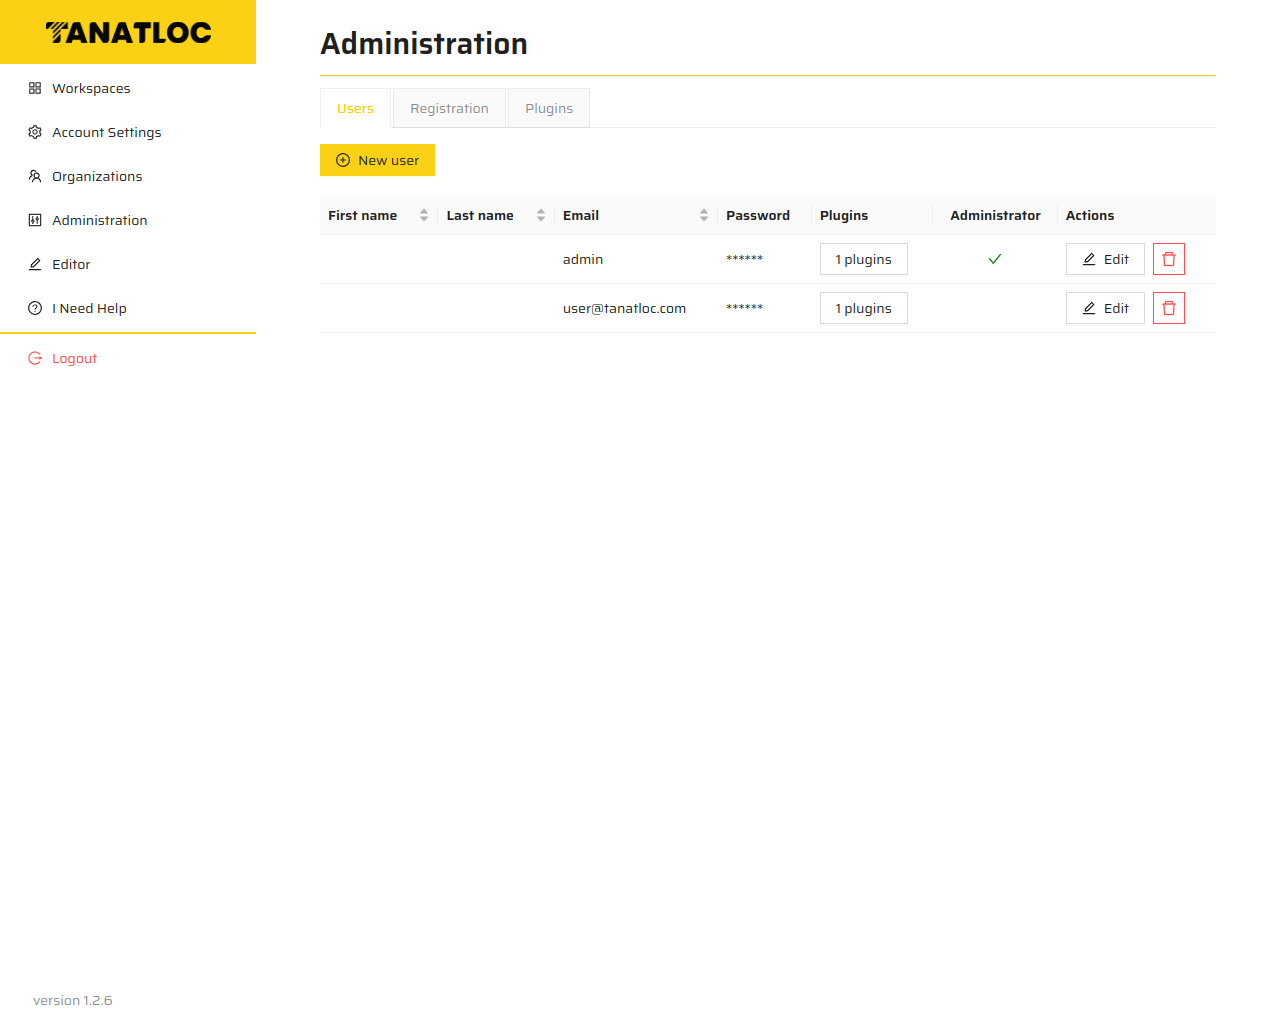 TANATLOC
Workspaces
Account Settings
Organizations
Administration
Editor
I Need Help
Logout
version 1.2.6
Administration
Users Registration Plugins
New user
First name Last name Email Password Plugins Administrator Actions
admin ****** 1 plugins Edit
user@tanatloc.com ****** 1 plugins Edit